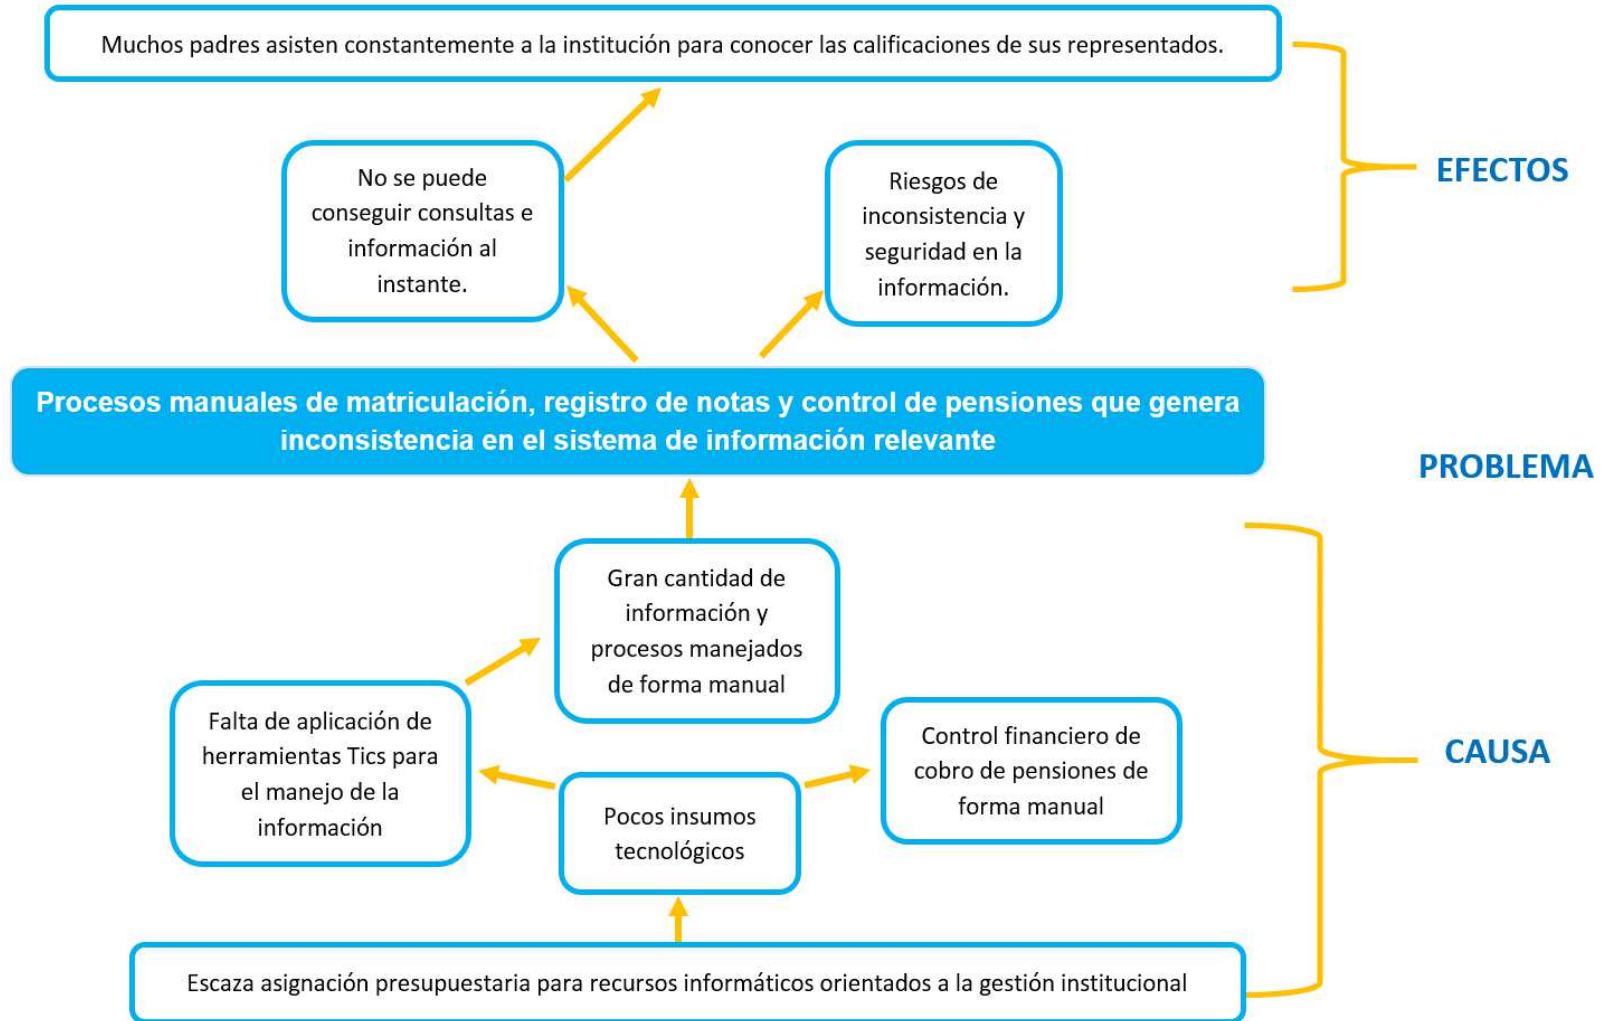 Muchos padres asisten constantemente a la institución para conocer las calificaciones de sus representados.
No se puede
conseguir consultas e
información al
instante.
Riesgos de
inconsistencia y
seguridad en la
información.
EFECTOS
Procesos manuales de matriculación, registro de notas y control de pensiones que genera
inconsistencia en el sistema de información relevante
PROBLEMA
Gran cantidad de
información y
procesos manejados
de forma manual
Falta de aplicación de
herramientas Tics para
el manejo de la
información
Pocos insumos
tecnológicos
Control financiero de
cobro de pensiones de
forma manual
CAUSA
Escaza asignación presupuestaria para recursos informáticos orientados a la gestión institucional